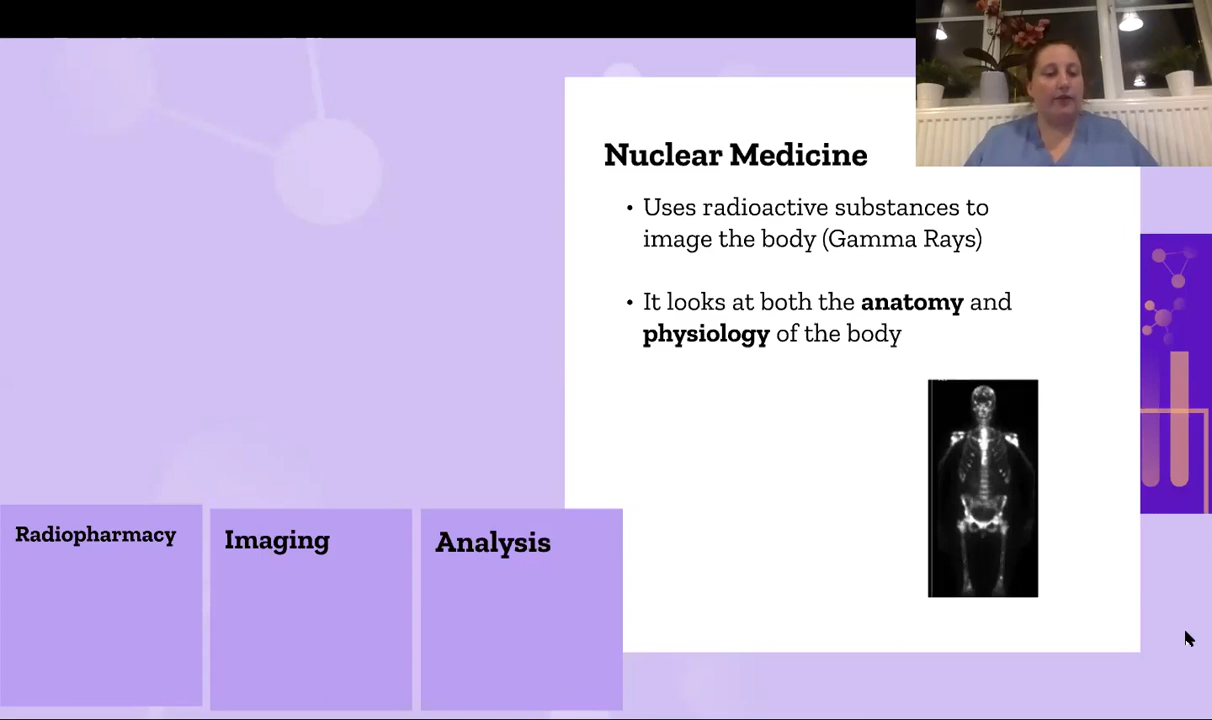 Nuclear Medicine
• Uses radioactive substances to
image the body (Gamma Rays)
• It looks at both the anatomy and
physiology of the body
Radiopharmacy
Imaging
Analysis